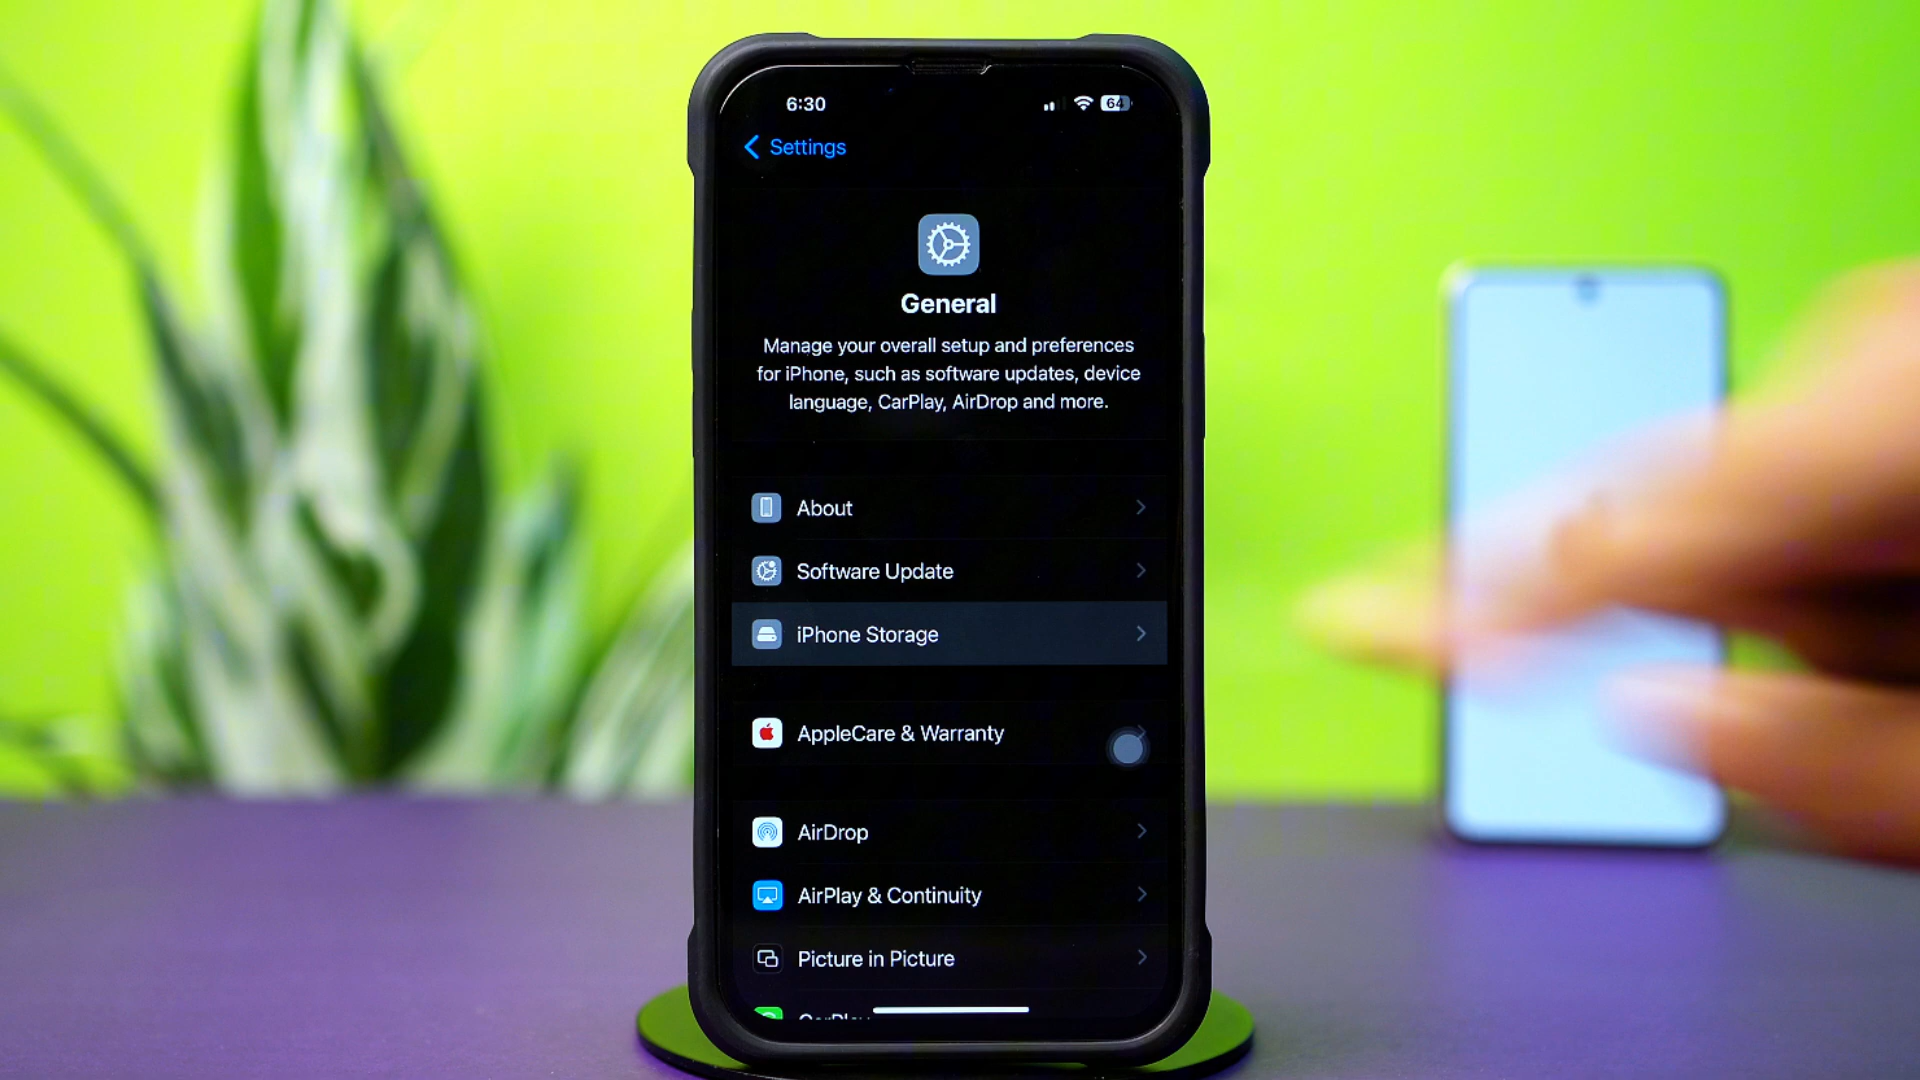 6:30
64
Settings
General
Manage your overall setup and preferences
for iPhone, such as software updates, device
language, CarPlay, AirDrop and more.
About
Software Update
iPhone Storage
AppleCare & Warranty
AirDrop
AirPlay & Continuity
Picture in Picture
CarPlay